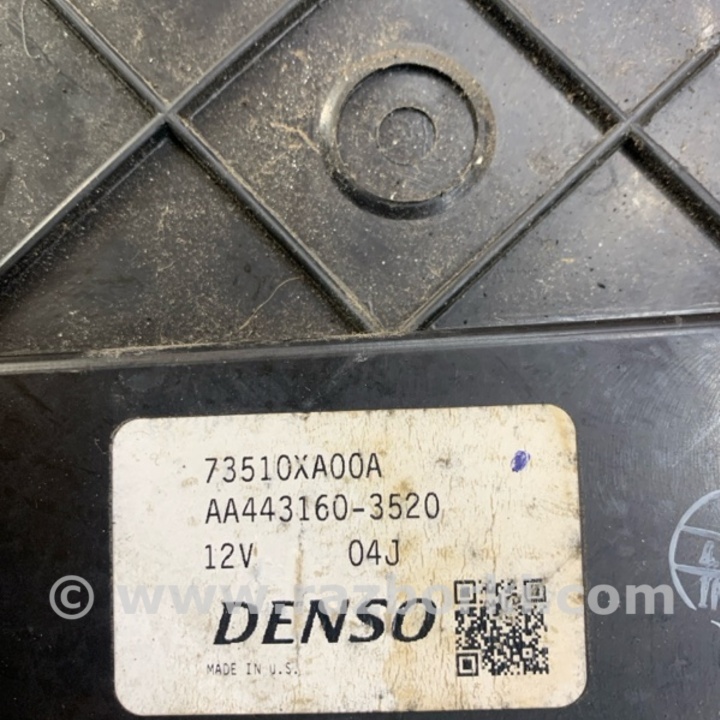 73510XA00A
AA443160-3520
12V 04J
© www.razborka.com
DENSO
MADE IN U.S.